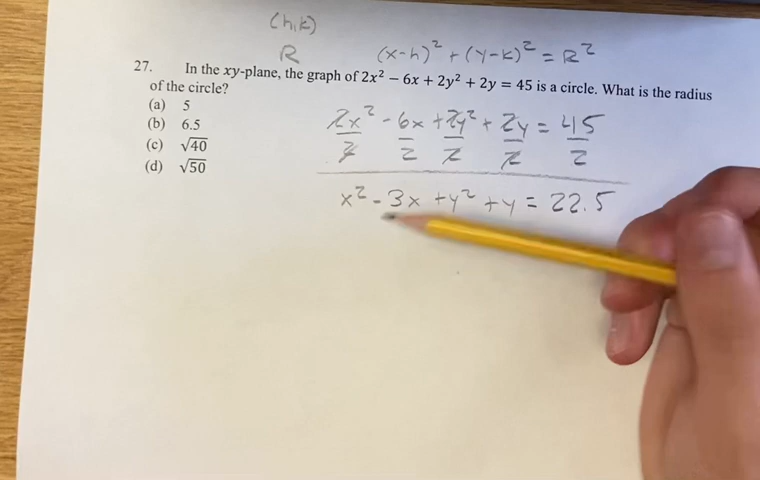 (h,k)
R (x-h)² + (y-k)² = R²
27. In the xy-plane, the graph of 2x² − 6x + 2y² + 2y = 45 is a circle. What is the radius
of the circle?
(a) 5
(b) 6.5
(c) √40
(d) √50
2x²/2 - 6x/2 + 2y²/2 + 2y/2 = 45/2
x² - 3x + y² + y = 22.5